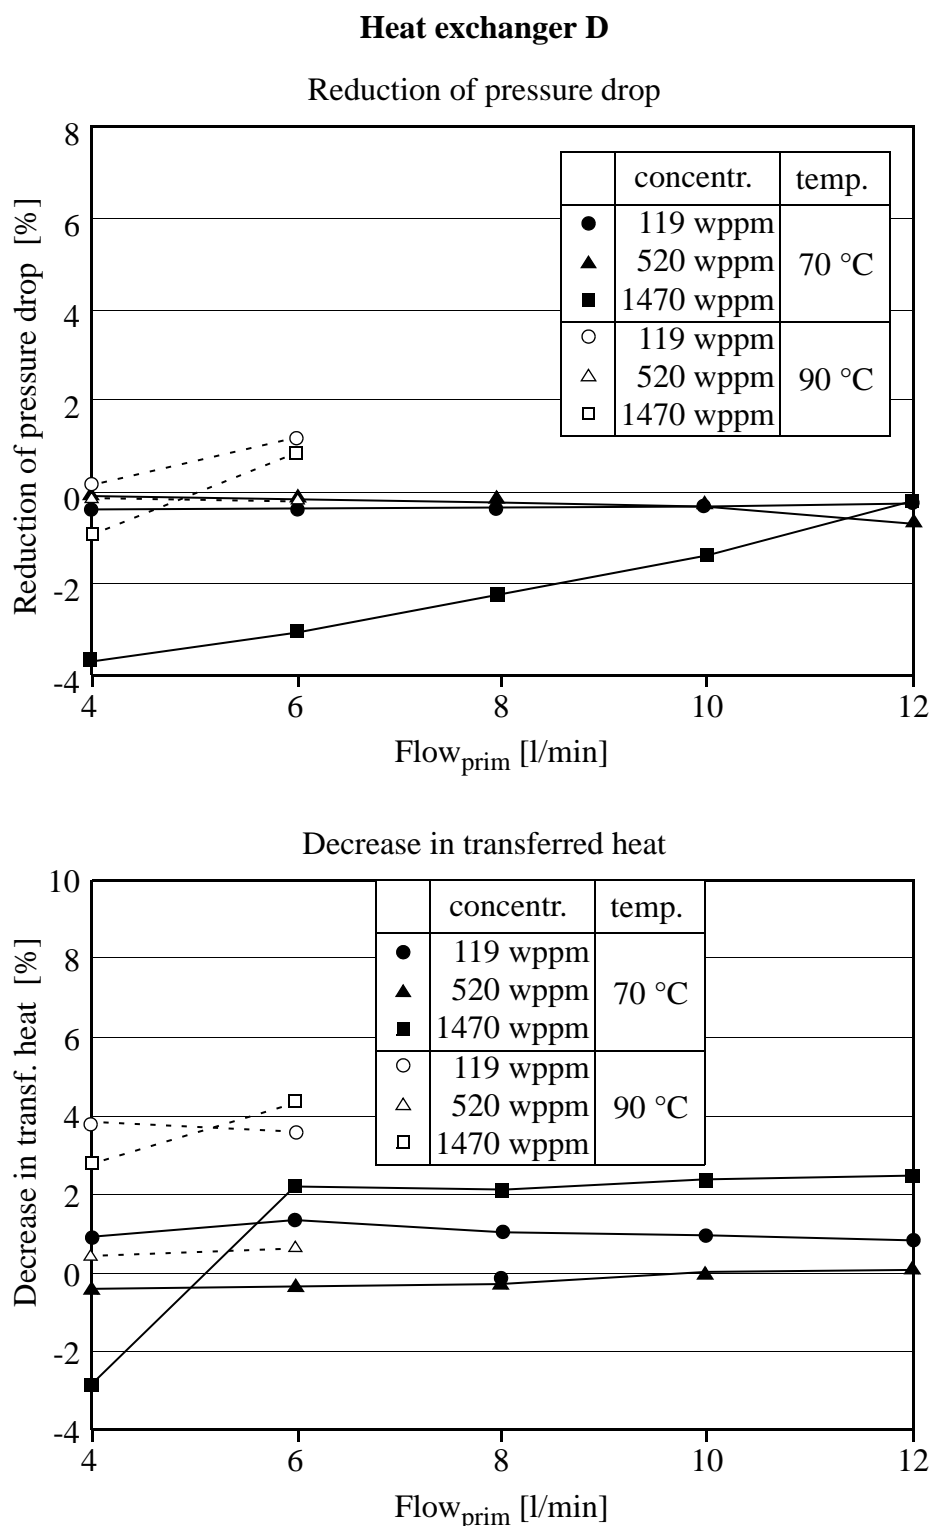 Heat exchanger D
Reduction of pressure drop
Reduction of pressure drop [%]
8
6
4
2
0
-2
-4
concentr. temp.
119 wppm
520 wppm 70 °C
1470 wppm
119 wppm
520 wppm 90 °C
1470 wppm
4 6 8 10 12
Flowprim [l/min]
Decrease in transferred heat
Decrease in transf. heat [%]
10
8
6
4
2
0
-2
-4
concentr. temp.
119 wppm
520 wppm 70 °C
1470 wppm
119 wppm
520 wppm 90 °C
1470 wppm
4 6 8 10 12
Flowprim [l/min]